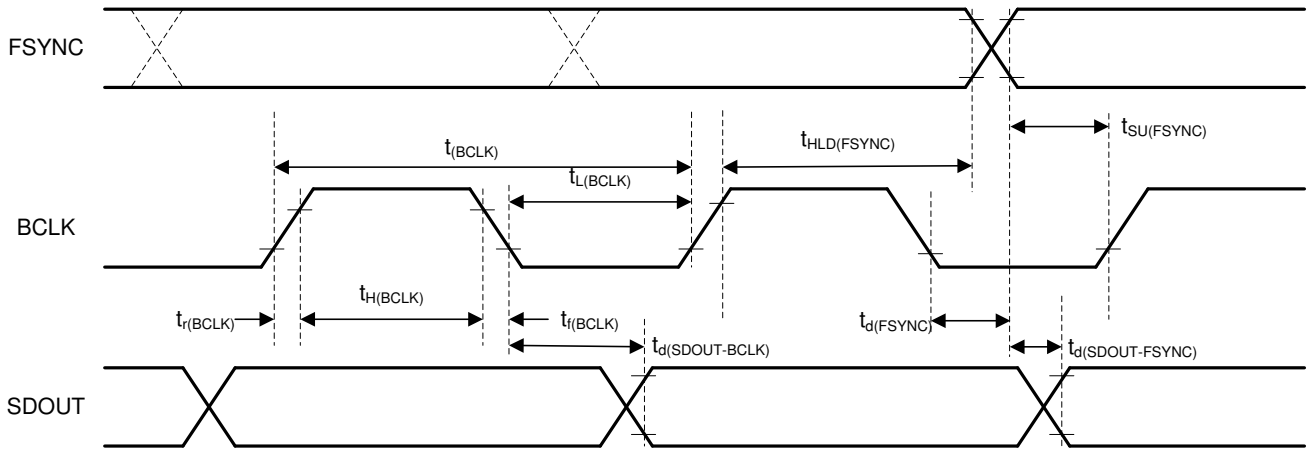 FSYNC
t(BCLK)
tL(BCLK)
tHLD(FSYNC)
tSU(FSYNC)
BCLK
tr(BCLK)
tH(BCLK)
tf(BCLK)
td(SDOUT-BCLK)
td(FSYNC)
td(SDOUT-FSYNC)
SDOUT